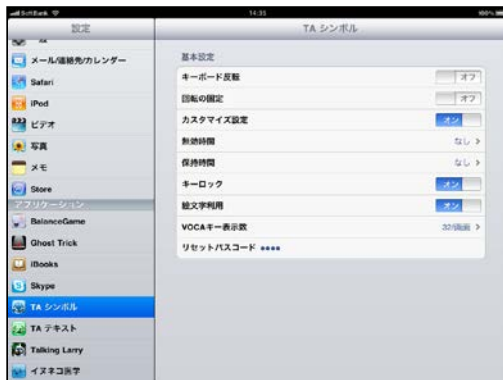 SoftBank 14:35 100%
設定
TA シンボル
メール/連絡先/カレンダー
Safari
iPod
ビデオ
写真
メモ
Store
アプリケーション
BalanceGame
Ghost Trick
iBooks
Skype
TA シンボル
TA テキスト
Talking Larry
イヌネコ医学
基本設定
キーボード反転 オフ
回転の固定 オフ
カスタマイズ設定 オン
無効時間 なし
保持時間 なし
キーロック オン
絵文字利用 オン
VOCAキー表示数 32/画面
リセットパスコード ●●●●